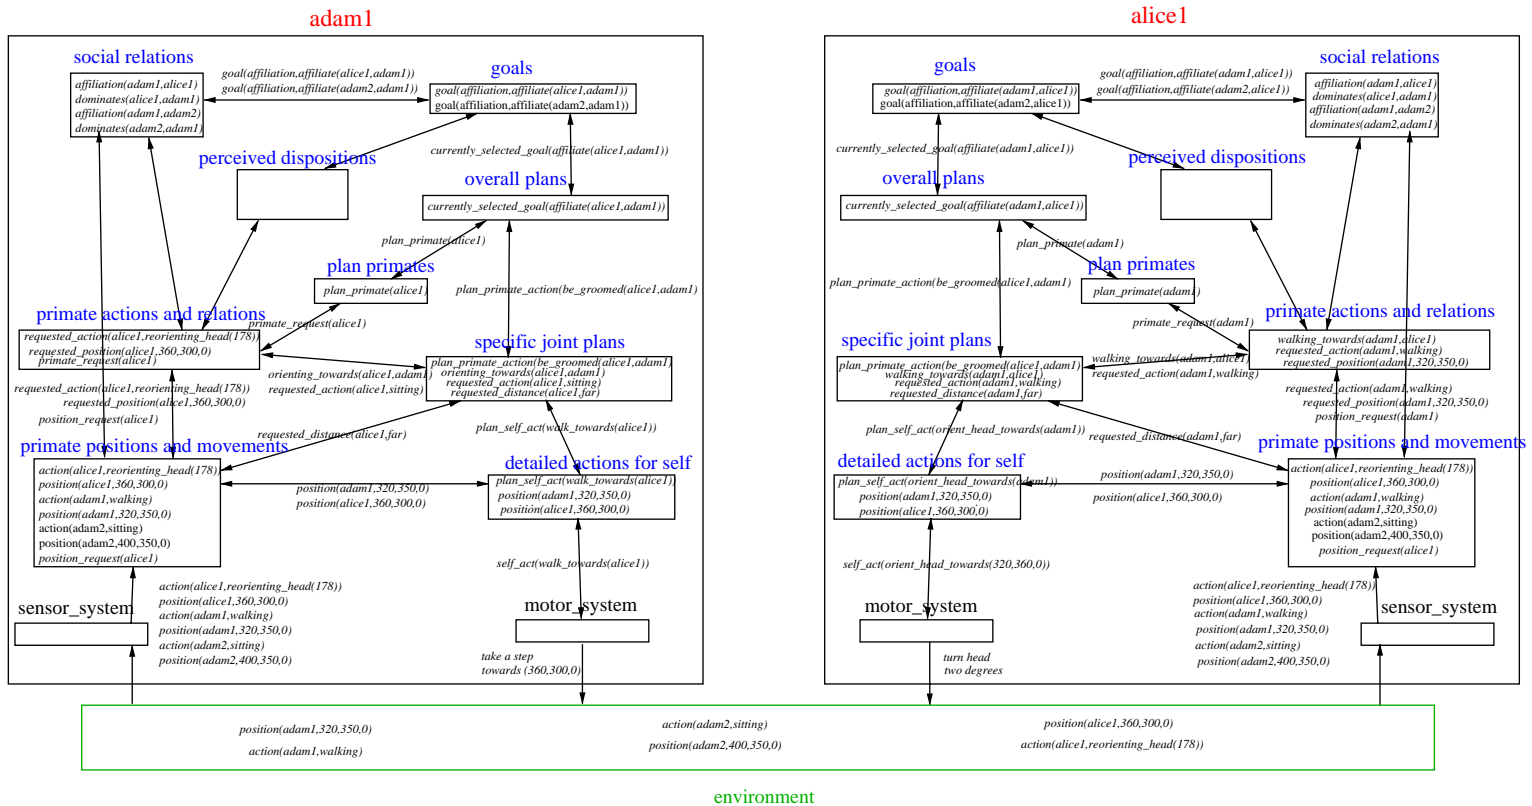 adam1
social relations
affiliation(adam1,alice1)
dominates(alice1,adam1)
affiliation(adam1,adam2)
dominates(adam2,adam1)
goal(affiliation,affiliate(alice1,adam1))
goal(affiliation,affiliate(adam2,adam1))
goals
goal(affiliation,affiliate(alice1,adam1))
goal(affiliation,affiliate(adam2,adam1))
currently_selected_goal(affiliate(alice1,adam1))
perceived dispositions
overall plans
currently_selected_goal(affiliate(alice1,adam1))
plan_primate(alice1)
plan primates
plan_primate(alice1)
plan_primate_action(be_groomed(alice1,adam1)
primate actions and relations
primate_request(alice1)
requested_action(alice1,reorienting_head(178))
requested_position(alice1,360,300,0)
primate_request(alice1)
specific joint plans
plan_primate_action(be_groomed(alice1,adam1)
orienting_towards(alice1,adam1)
requested_action(alice1,sitting)
requested_distance(alice1,far)
orienting_towards(alice1,adam1)
requested_action(alice1,sitting)
requested_action(alice1,reorienting_head(178))
requested_position(alice1,360,300,0)
position_request(alice1)
requested_distance(alice1,far)
plan_self_act(walk_towards(alice1))
primate positions and movements
action(alice1,reorienting_head(178))
position(alice1,360,300,0)
action(adam1,walking)
position(adam1,320,350,0)
action(adam2,sitting)
position(adam2,400,350,0)
position_request(alice1)
position(adam1,320,350,0)
position(alice1,360,300,0)
detailed actions for self
plan_self_act(walk_towards(alice1))
position(adam1,320,350,0)
position(alice1,360,300,0)
self_act(walk_towards(alice1))
action(alice1,reorienting_head(178))
position(alice1,360,300,0)
action(adam1,walking)
position(adam1,320,350,0)
action(adam2,sitting)
position(adam2,400,350,0)
sensor_system
motor_system
take a step
towards (360,300,0)
alice1
goals
goal(affiliation,affiliate(adam1,alice1))
goal(affiliation,affiliate(adam2,alice1))
goal(affiliation,affiliate(adam1,alice1))
goal(affiliation,affiliate(adam2,alice1))
social relations
affiliation(adam1,alice1)
dominates(alice1,adam1)
affiliation(adam1,adam2)
dominates(adam2,adam1)
currently_selected_goal(affiliate(adam1,alice1))
perceived dispositions
overall plans
currently_selected_goal(affiliate(adam1,alice1))
plan_primate(adam1)
plan primates
plan_primate(adam1)
plan_primate_action(be_groomed(alice1,adam1)
primate_request(adam1)
primate actions and relations
walking_towards(adam1,alice1)
requested_action(adam1,walking)
requested_position(adam1,320,350,0)
specific joint plans
plan_primate_action(be_groomed(alice1,adam1)
walking_towards(adam1,alice1)
requested_action(adam1,walking)
requested_distance(adam1,far)
walking_towards(adam1,alice1)
requested_action(adam1,walking)
requested_action(adam1,walking)
requested_position(adam1,320,350,0)
position_request(adam1)
plan_self_act(orient_head_towards(adam1))
requested_distance(adam1,far)
primate positions and movements
action(alice1,reorienting_head(178))
position(alice1,360,300,0)
action(adam1,walking)
position(adam1,320,350,0)
action(adam2,sitting)
position(adam2,400,350,0)
position_request(alice1)
detailed actions for self
plan_self_act(orient_head_towards(adam1))
position(adam1,320,350,0)
position(alice1,360,300,0)
position(adam1,320,350,0)
position(alice1,360,300,0)
self_act(orient_head_towards(320,360,0))
action(alice1,reorienting_head(178))
position(alice1,360,300,0)
action(adam1,walking)
position(adam1,320,350,0)
action(adam2,sitting)
position(adam2,400,350,0)
motor_system
sensor_system
turn head
two degrees
position(adam1,320,350,0)
action(adam1,walking)
action(adam2,sitting)
position(adam2,400,350,0)
position(alice1,360,300,0)
action(alice1,reorienting_head(178))
environment